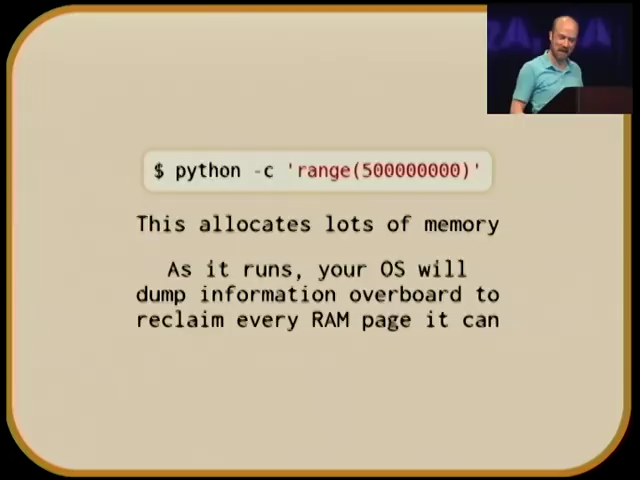 $ python -c 'range(500000000)'
This allocates lots of memory
As it runs, your OS will
dump information overboard to
reclaim every RAM page it can